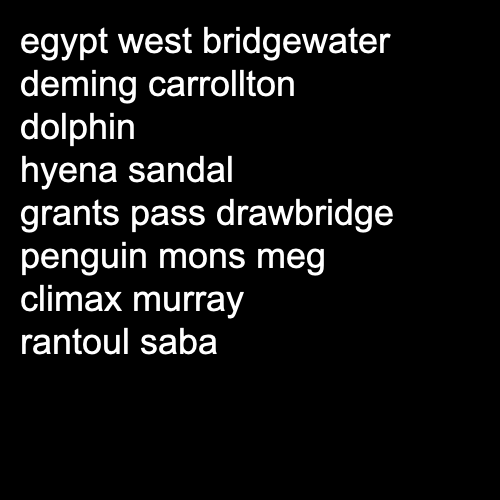 egypt west bridgewater
deming carrollton
dolphin
hyena sandal
grants pass drawbridge
penguin mons meg
climax murray
rantoul saba